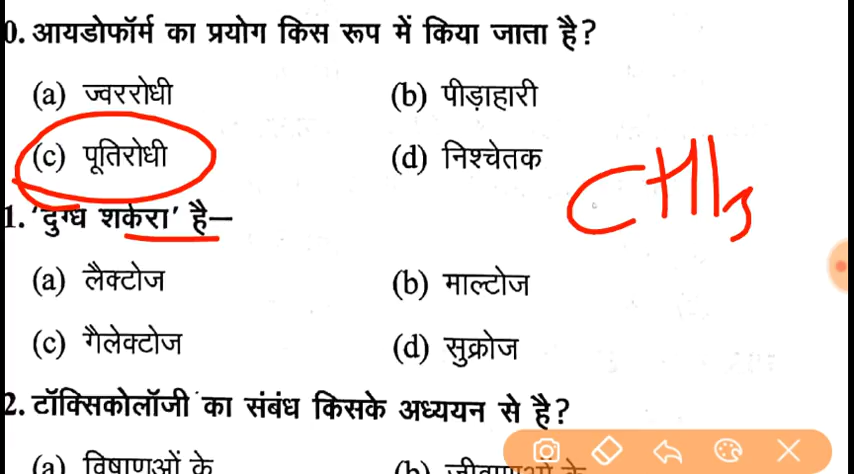 0. आयडोफॉर्म का प्रयोग किस रूप में किया जाता है?
(a) ज्वररोधी (b) पीड़ाहारी
(c) पूतिरोधी (d) निश्चेतक
CHI3
1. 'दुग्ध शर्करा' है—
(a) लैक्टोज (b) माल्टोज
(c) गैलेक्टोज (d) सुक्रोज
2. टॉक्सिकोलॉजी का संबंध किसके अध्ययन से है?
(a) विषाणुओं के (b) जीवाणुओं के